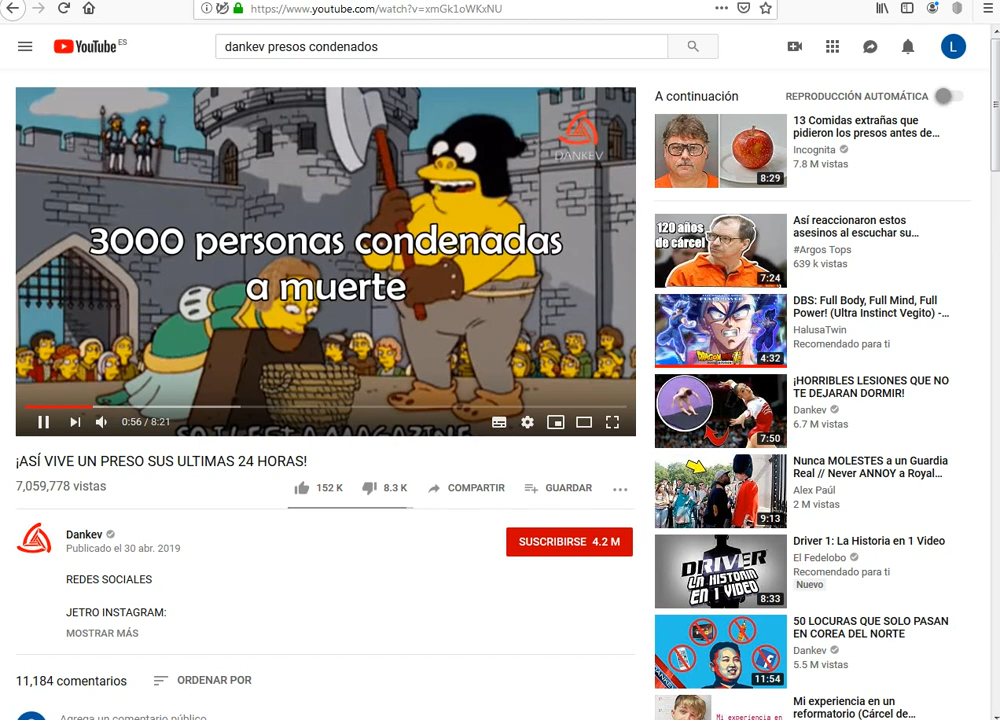 https://www.youtube.com/watch?v=xmGk1oWKxNU
YouTube ES
dankev presos condenados
L
DANKEV
3000 personas condenadas
a muerte
0:56 / 8:21
¡ASÍ VIVE UN PRESO SUS ULTIMAS 24 HORAS!
7,059,778 vistas
152 K
8.3 K
COMPARTIR
GUARDAR
Dankev
Publicado el 30 abr. 2019
SUSCRIBIRSE 4.2 M
REDES SOCIALES
JETRO INSTAGRAM:
MOSTRAR MÁS
11,184 comentarios
ORDENAR POR
Agrega un comentario público
A continuación
REPRODUCCIÓN AUTOMÁTICA
8:29
13 Comidas extrañas que
pidieron los presos antes de...
Incognita
7.8 M vistas
120 años
de cárcel
7:24
Así reaccionaron estos
asesinos al escuchar su...
#Argos Tops
639 k vistas
4:32
DBS: Full Body, Full Mind, Full
Power! (Ultra Instinct Vegito) -...
HalusaTwin
Recomendado para ti
7:50
¡HORRIBLES LESIONES QUE NO
TE DEJARAN DORMIR!
Dankev
6.7 M vistas
9:13
Nunca MOLESTES a un Guardia
Real // Never ANNOY a Royal...
Alex Paúl
2 M vistas
DRIVER
LA HISTORIA
EN 1 VIDEO
8:33
Driver 1: La Historia en 1 Video
El Fedelobo
Recomendado para ti
Nuevo
11:54
50 LOCURAS QUE SOLO PASAN
EN COREA DEL NORTE
Dankev
5.5 M vistas
Mi experiencia en
Mi experiencia en un
reformatorio (Cárcel de...